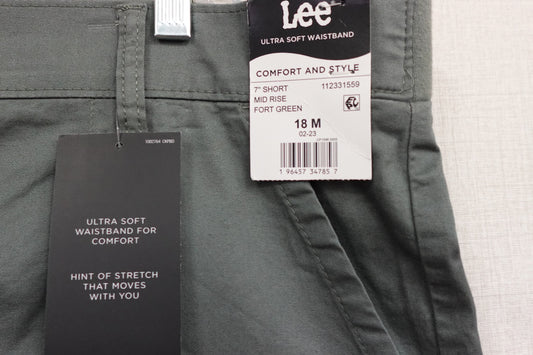 Lee
ULTRA SOFT WAISTBAND
COMFORT AND STYLE
7" SHORT 112331559
MID RISE
FORT GREEN
18 M
02-23
1 96457 34785 7
ULTRA SOFT
WAISTBAND FOR
COMFORT
HINT OF STRETCH
THAT MOVES
WITH YOU